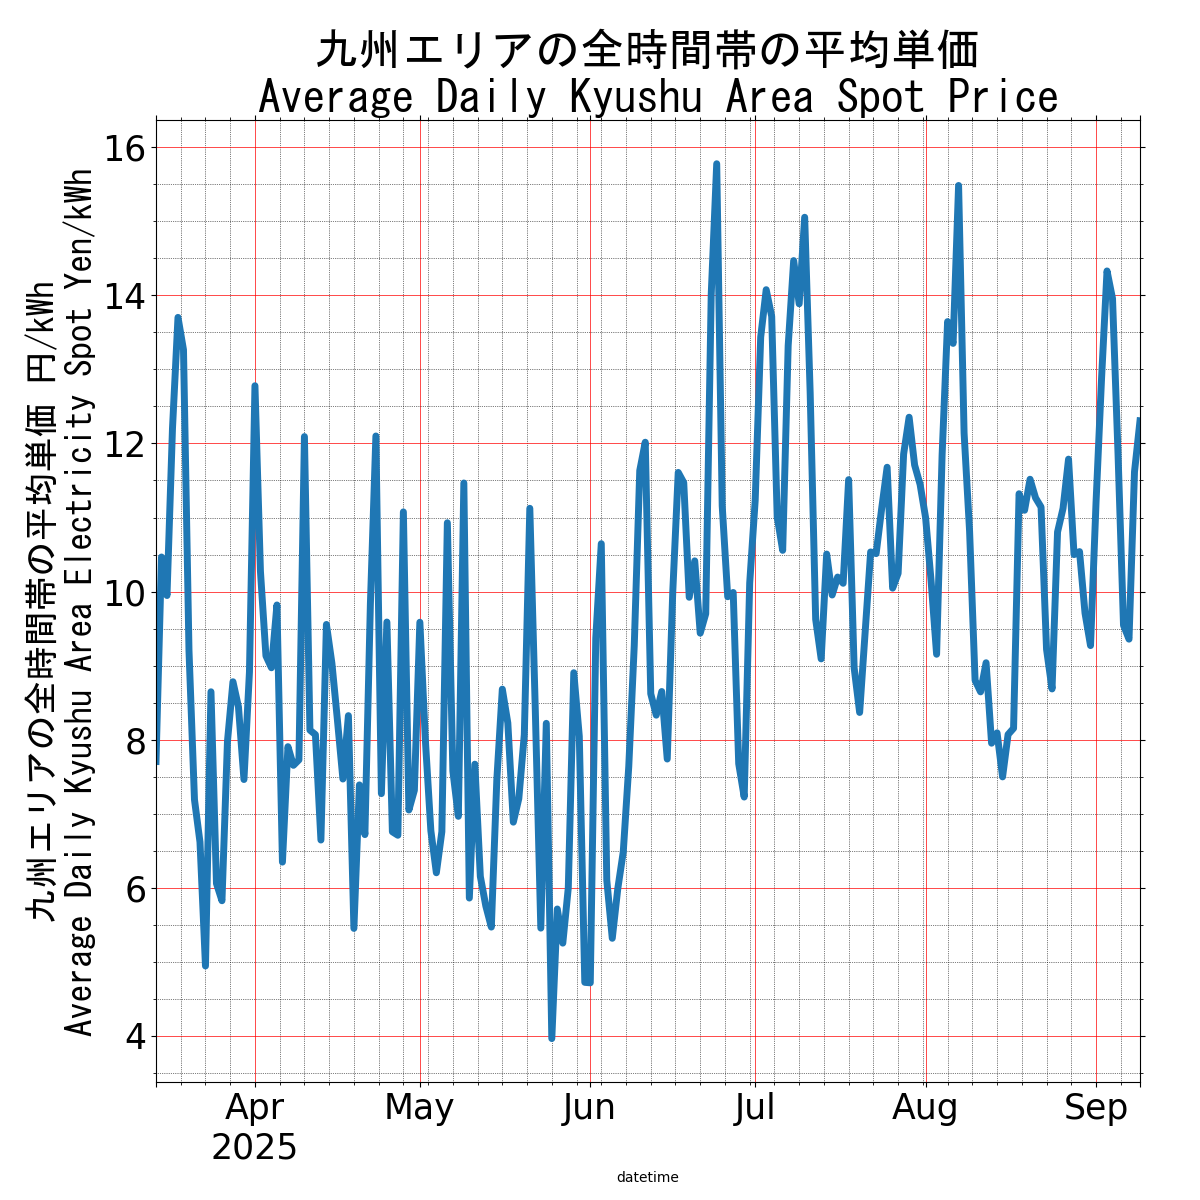 九州エリアの全時間帯の平均単価
Average Daily Kyushu Area Spot Price
九州エリアの全時間帯の平均単価 円/kWh
Average Daily Kyushu Area Electricity Spot Yen/kWh
16
14
12
10
8
6
4
Apr
2025
May
Jun
Jul
Aug
Sep
datetime